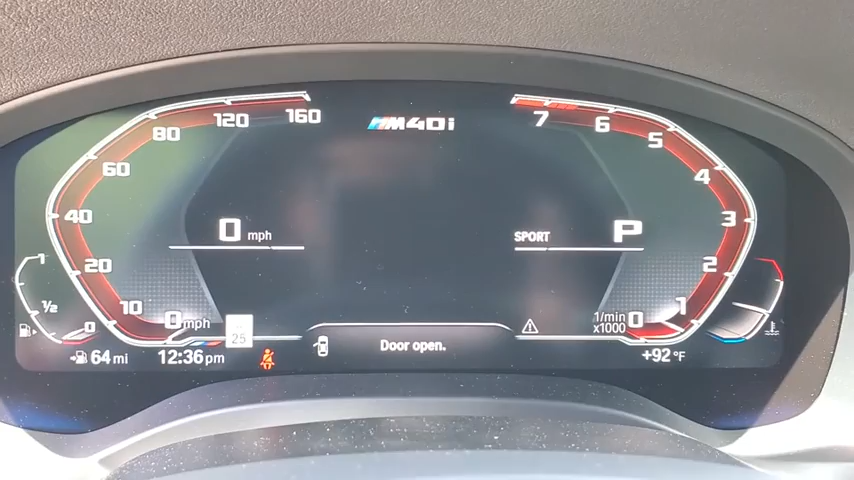 160
120
80
60
40
20
10
0 mph
M40i
7
6
5
4
3
2
1
0
0 mph
SPORT
P
1
1/2
0
25
1/min
x1000
Door open.
64 mi
12:36 pm
+92 °F